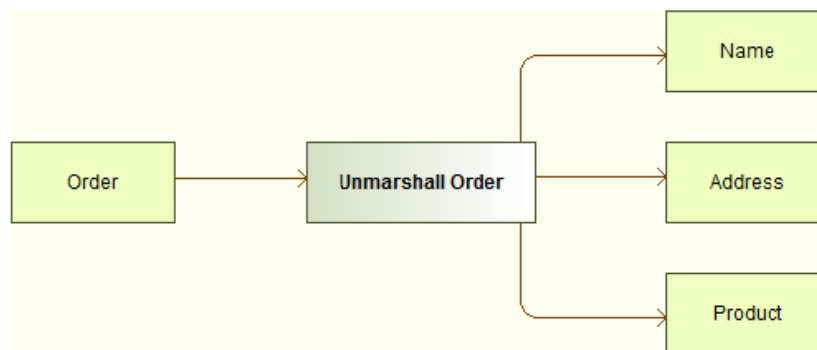 Name
Order
Unmarshall Order
Address
Product